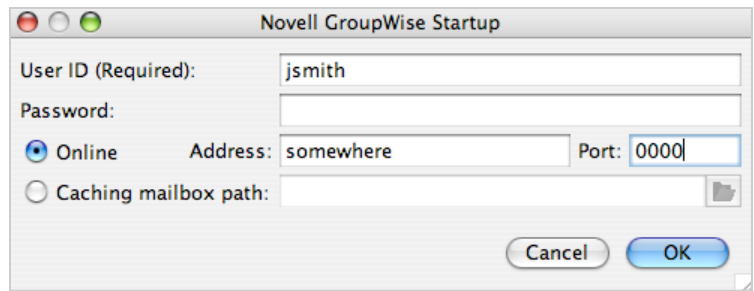 Novell GroupWise Startup
User ID (Required): jsmith
Password:
Online Address: somewhere Port: 0000
Caching mailbox path:
Cancel OK